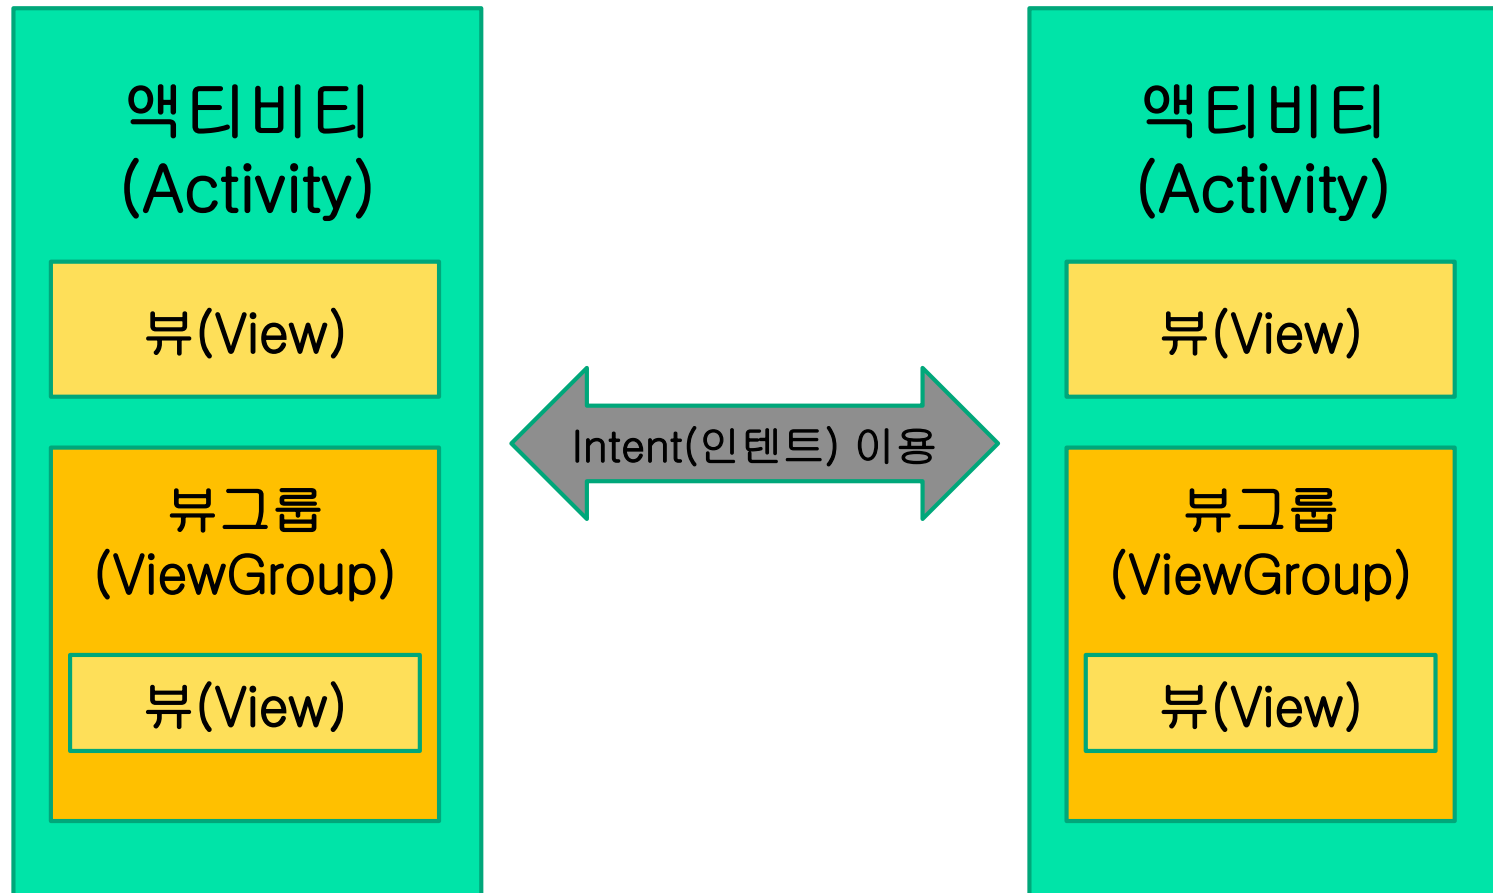 액티비티
(Activity)
뷰(View)
뷰그룹
(ViewGroup)
뷰(View)
Intent(인텐트) 이용
액티비티
(Activity)
뷰(View)
뷰그룹
(ViewGroup)
뷰(View)